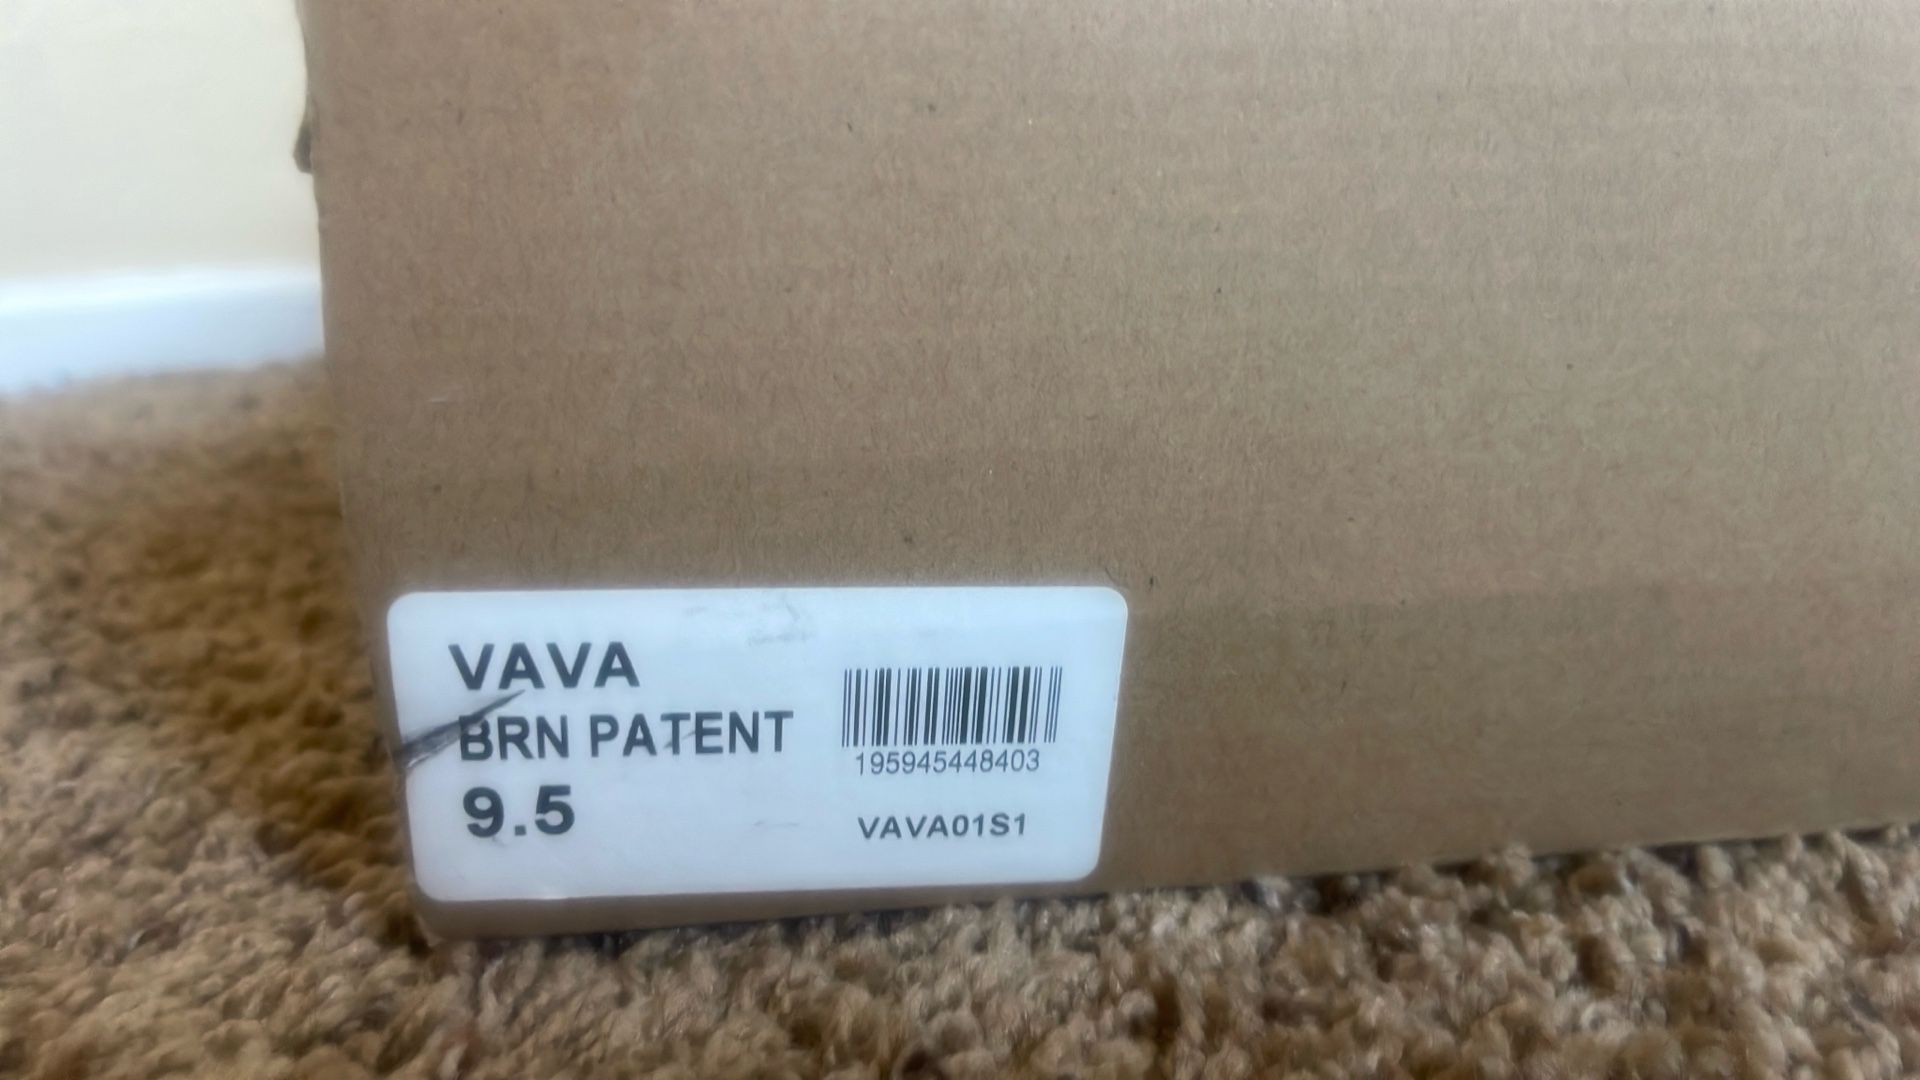 VAVA
BRN PATENT
9.5
195945448403
VAVA01S1